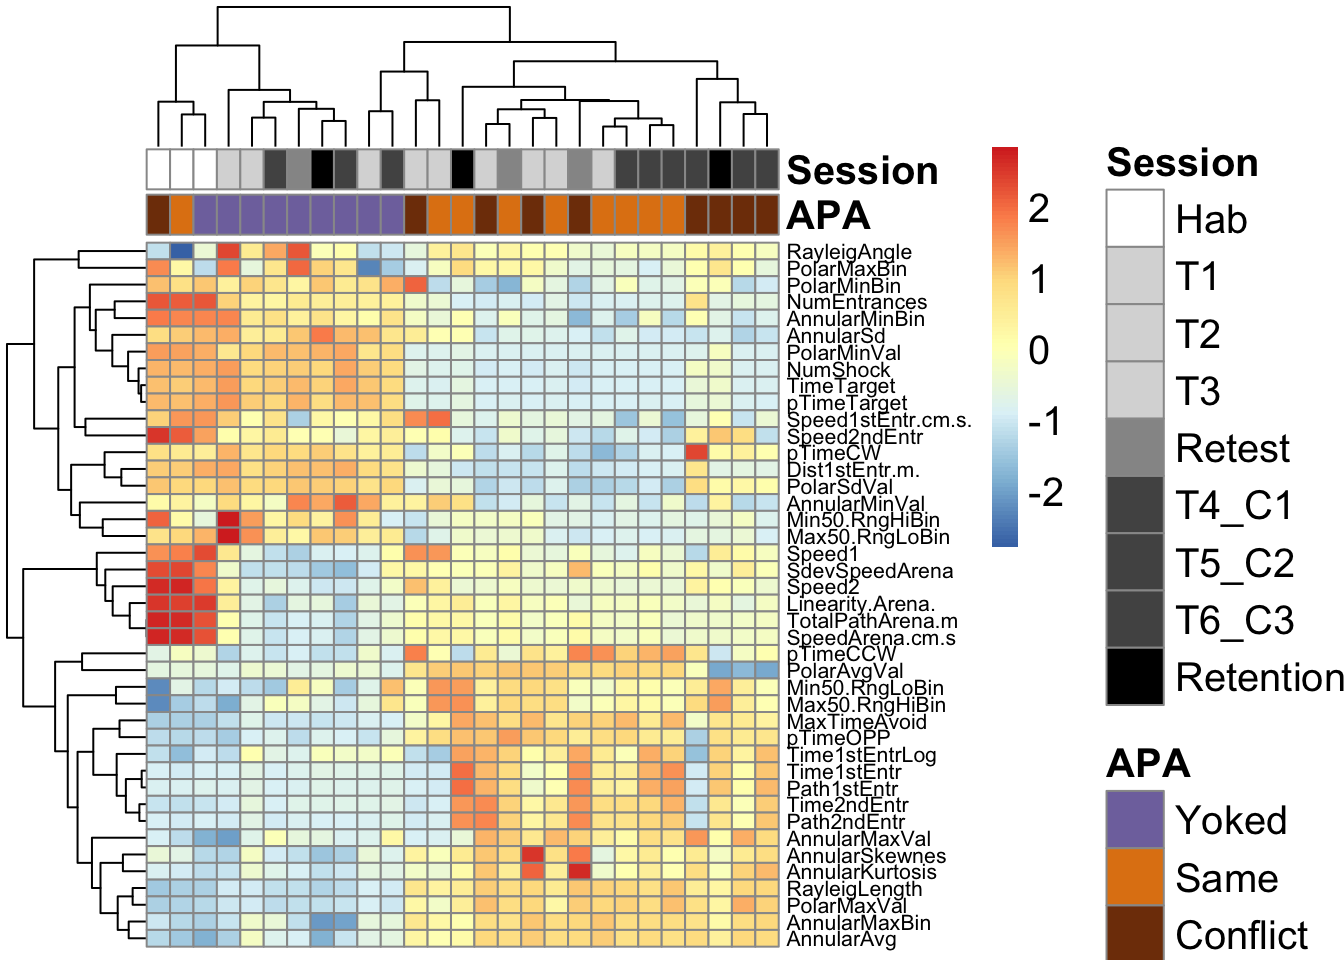 Session
APA
RayleigAngle
PolarMaxBin
PolarMinBin
NumEntrances
AnnularMinBin
AnnularSd
PolarMinVal
NumShock
TimeTarget
pTimeTarget
Speed1stEntr.cm.s.
Speed2ndEntr
pTimeCW
Dist1stEntr.m.
PolarSdVal
AnnularMinVal
Min50.RngHiBin
Max50.RngLoBin
Speed1
SdevSpeedArena
Speed2
Linearity.Arena.
TotalPathArena.m
SpeedArena.cm.s
pTimeCCW
PolarAvgVal
Min50.RngLoBin
Max50.RngHiBin
MaxTimeAvoid
pTimeOPP
Time1stEntrLog
Time1stEntr
Path1stEntr
Time2ndEntr
Path2ndEntr
AnnularMaxVal
AnnularSkewnes
AnnularKurtosis
RayleigLength
PolarMaxVal
AnnularMaxBin
AnnularAvg
2
1
0
-1
-2
Session
Hab
T1
T2
T3
Retest
T4_C1
T5_C2
T6_C3
Retention
APA
Yoked
Same
Conflict